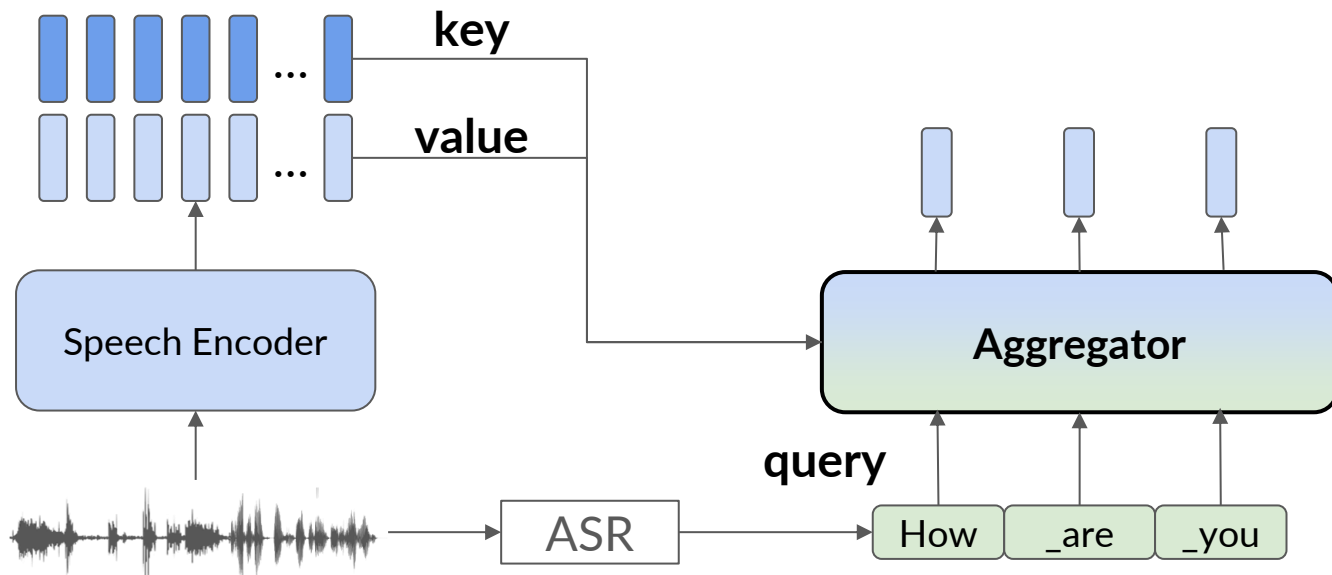 key
...
value
...
Speech Encoder
Aggregator
query
ASR
How _are _you